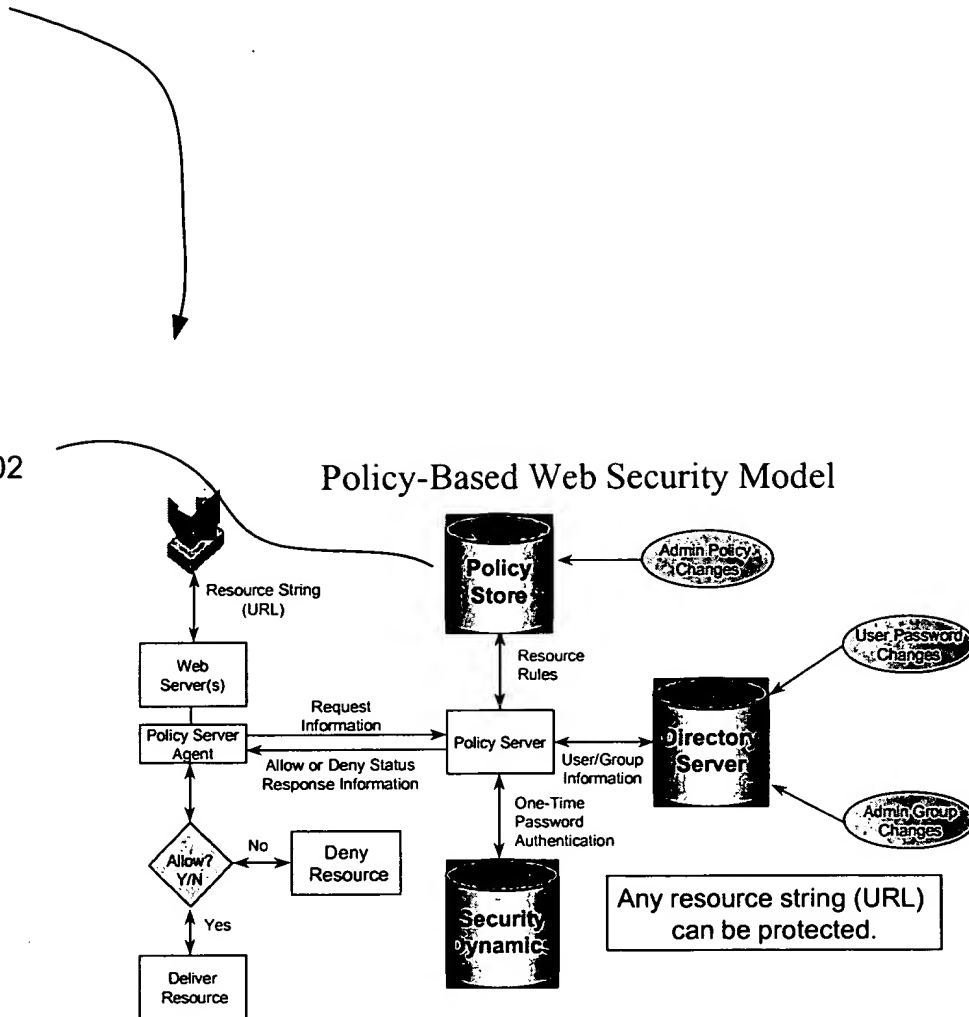 02
Policy-Based Web Security Model
Resource String
(URL)
Policy
Store
Admin Policy
Changes
Web
Server(s)
Resource
Rules
User Password
Changes
Request
Information
Policy Server
Agent
Policy Server
Directory
Server
Allow or Deny Status
Response Information
User/Group
Information
One-Time
Password
Authentication
Admin Group
Changes
Allow?
Y/N
No
Deny
Resource
Yes
Security
Dynamics
Any resource string (URL)
can be protected.
Deliver
Resource